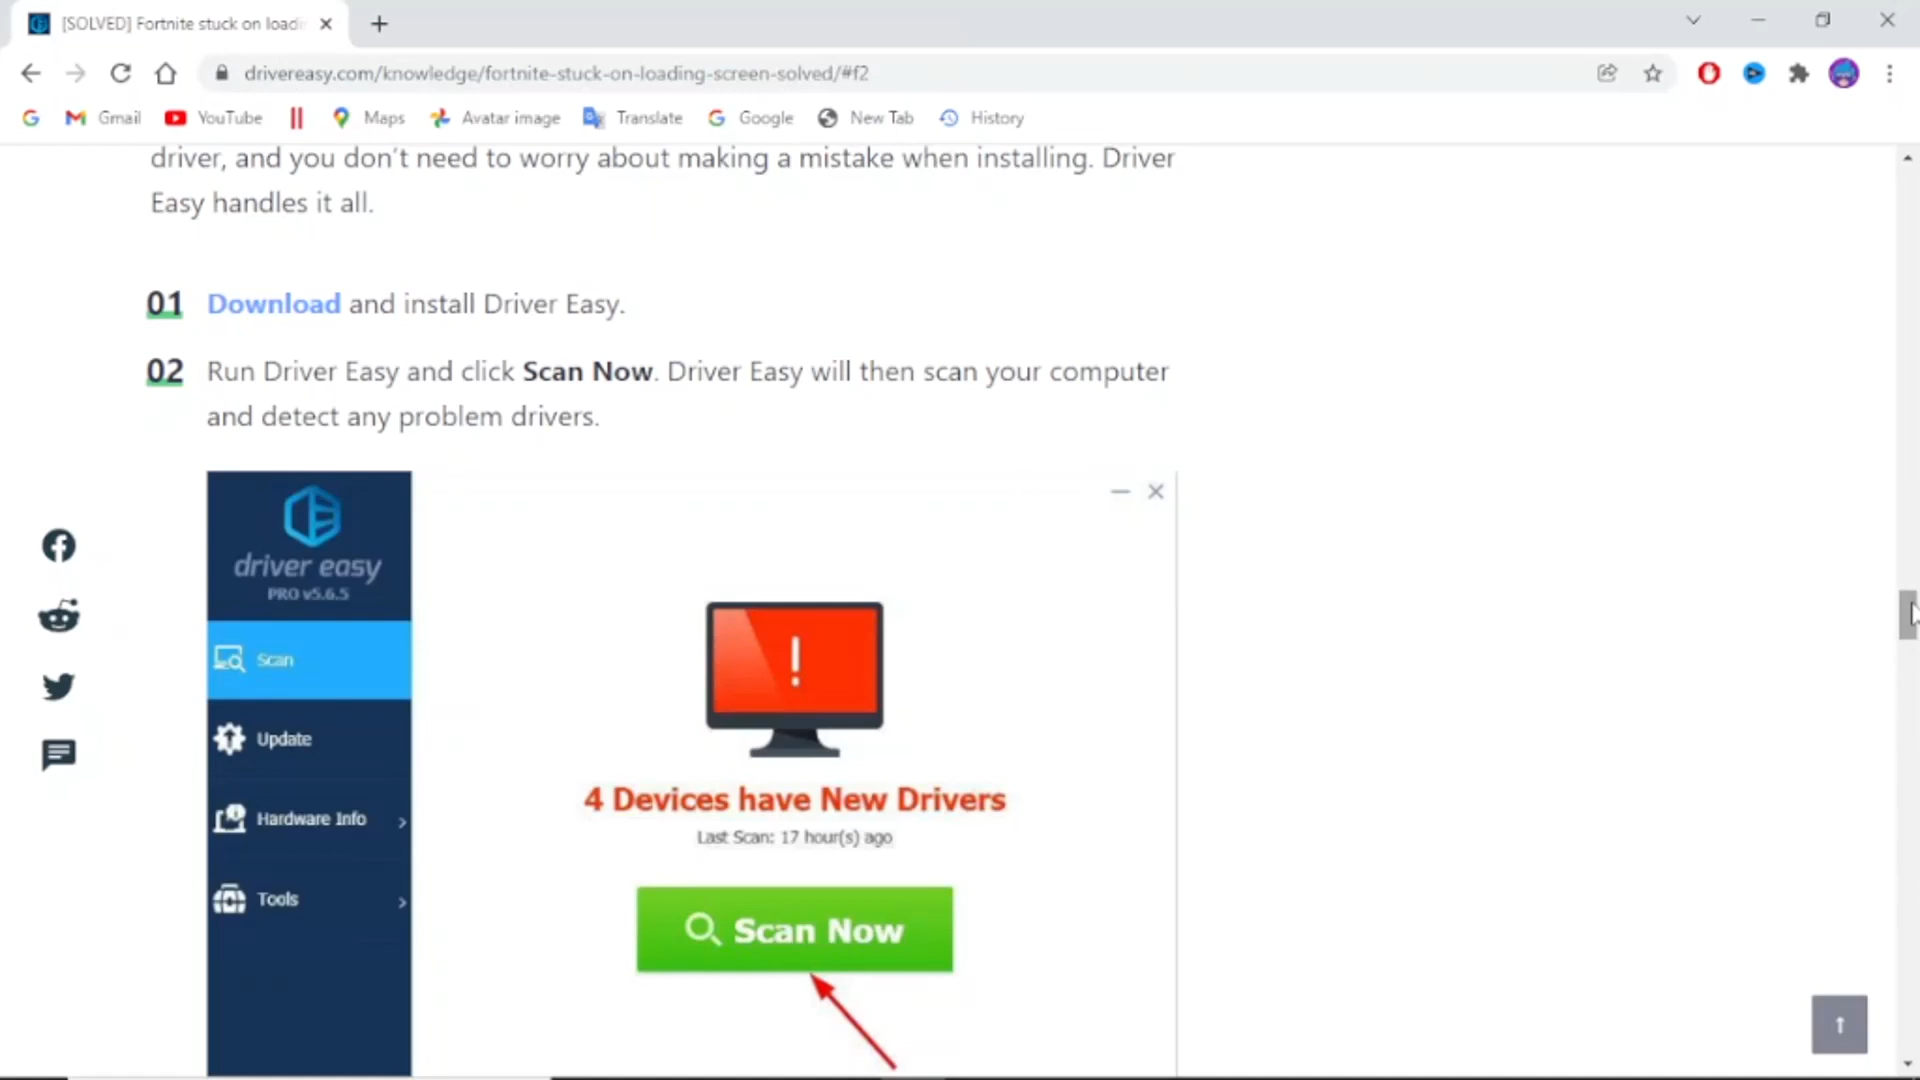 [SOLVED] Fortnite stuck on loadi
drivereasy.com/knowledge/fortnite-stuck-on-loading-screen-solved/#f2
Gmail YouTube Maps Avatar image Translate Google New Tab History
driver, and you don't need to worry about making a mistake when installing. Driver
Easy handles it all.
01 Download and install Driver Easy.
02 Run Driver Easy and click Scan Now. Driver Easy will then scan your computer
and detect any problem drivers.
driver easy
PRO v5.6.5
Scan
Update
Hardware Info
Tools
4 Devices have New Drivers
Last Scan: 17 hour(s) ago
Scan Now